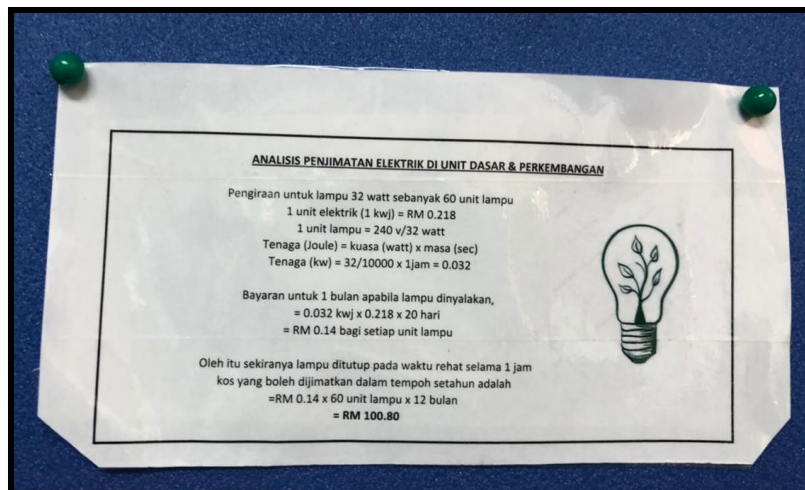 ANALISIS PENJIMATAN ELEKTRIK DI UNIT DASAR & PERKEMBANGAN
Pengiraan untuk lampu 32 watt sebanyak 60 unit lampu
1 unit elektrik (1 kwj) = RM 0.218
1 unit lampu = 240 v/32 watt
Tenaga (Joule) = kuasa (watt) x masa (sec)
Tenaga (kw) = 32/10000 x 1jam = 0.032
Bayaran untuk 1 bulan apabila lampu dinyalakan,
= 0.032 kwj x 0.218 x 20 hari
= RM 0.14 bagi setiap unit lampu
Oleh itu sekiranya lampu ditutup pada waktu rehat selama 1 jam
kos yang boleh dijimatkan dalam tempoh setahun adalah
=RM 0.14 x 60 unit lampu x 12 bulan
= RM 100.80